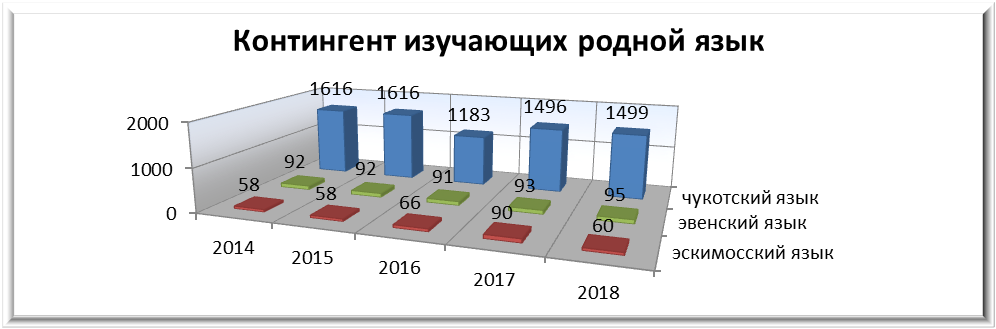 Контингент изучающих родной язык
1616 1616 1183 1496 1499
2000
1000
0
92 92 91 93 95
58 58 66 90 60
чукотский язык
эвенский язык
эскимосский язык
2014 2015 2016 2017 2018